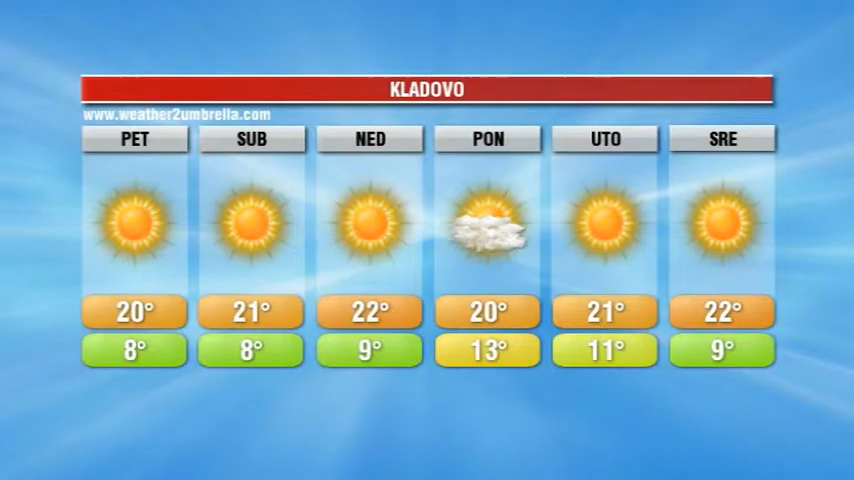 KLADOVO
www.weather2umbrella.com
PET SUB NED PON UTO SRE
20° 21° 22° 20° 21° 22°
8° 8° 9° 13° 11° 9°